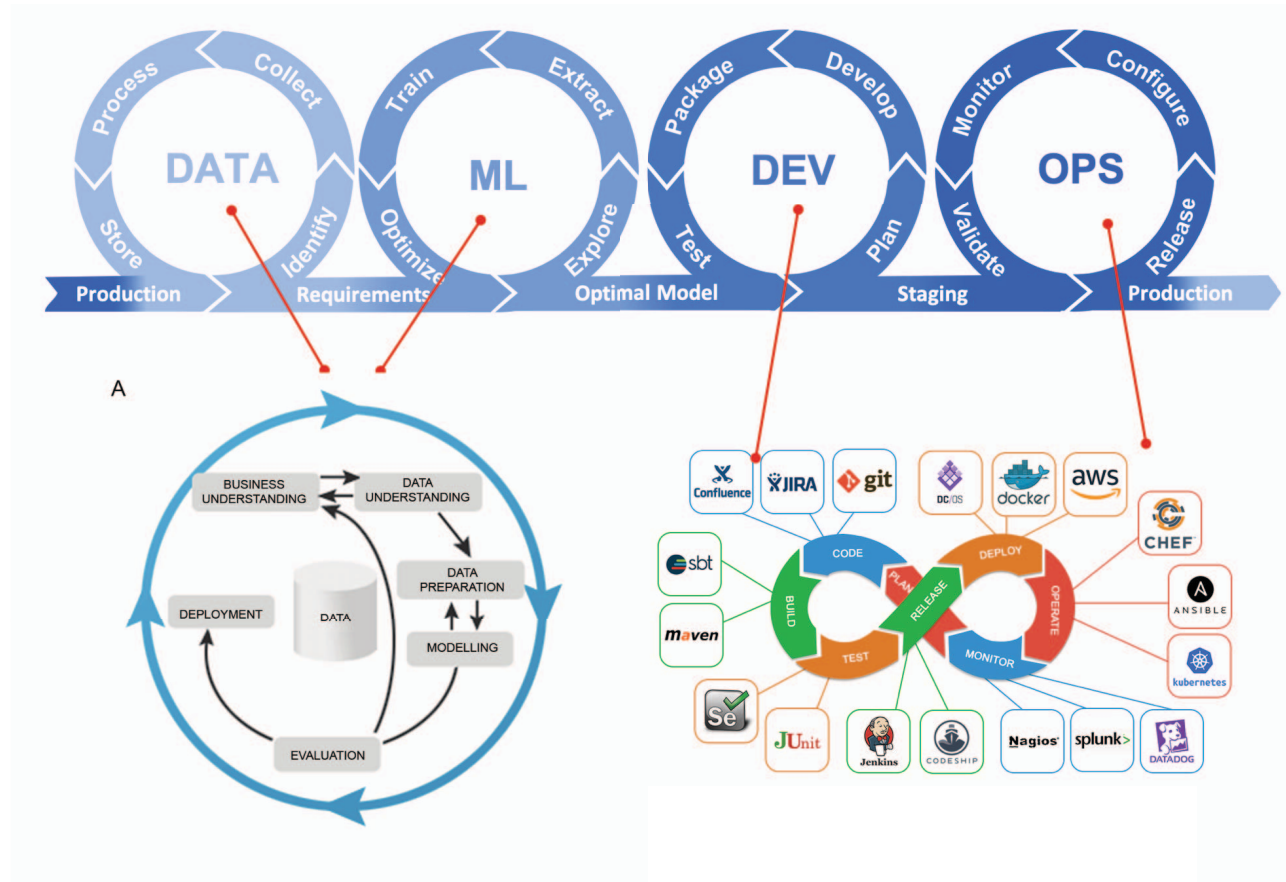 Process
Collect
Train
Extract
Package
Develop
Monitor
Configure
DATA
ML
DEV
OPS
Store
Identify
Optimize
Explore
Test
Plan
Validate
Release
Production
Requirements
Optimal Model
Staging
Production
A
BUSINESS
UNDERSTANDING
DATA
UNDERSTANDING
DATA
PREPARATION
DEPLOYMENT
DATA
MODELLING
EVALUATION
Confluence
JIRA
git
DC/OS
docker
aws
CHEF
sbt
CODE
DEPLOY
PLAN
RELEASE
BUILD
OPERATE
A
ANSIBLE
maven
TEST
MONITOR
kubernetes
Se
JUnit
Jenkins
CODESHIP
Nagios
splunk>
DATADOG